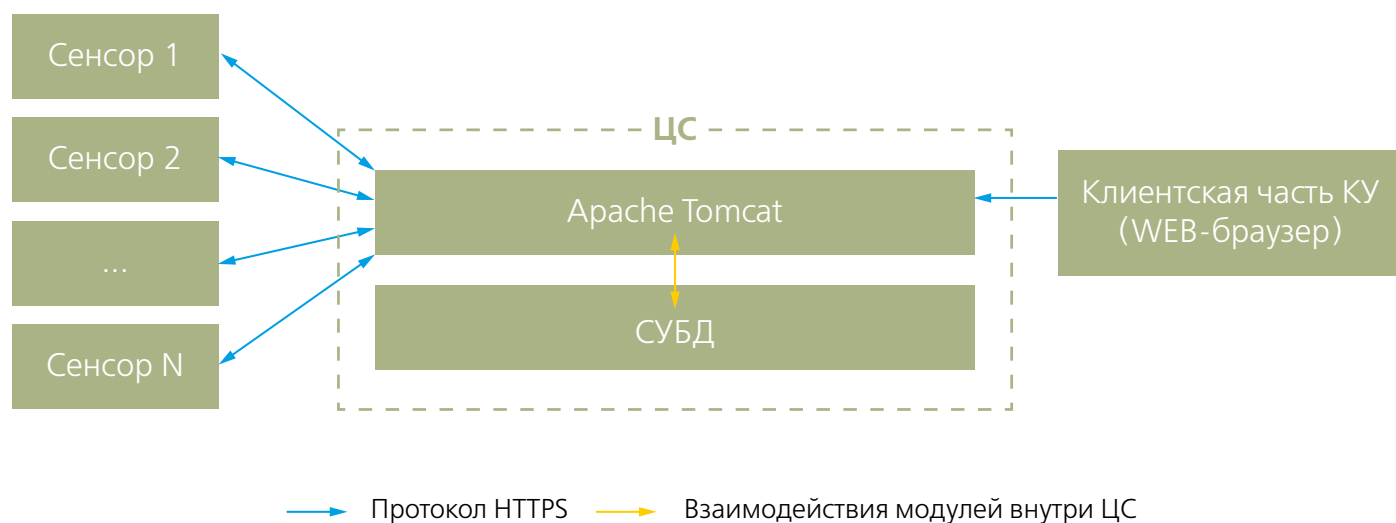 Сенсор 1
Сенсор 2
...
Сенсор N
ЦС
Apache Tomcat
СУБД
Клиентская часть КУ
(WEB-браузер)
Протокол HTTPS
Взаимодействия модулей внутри ЦС